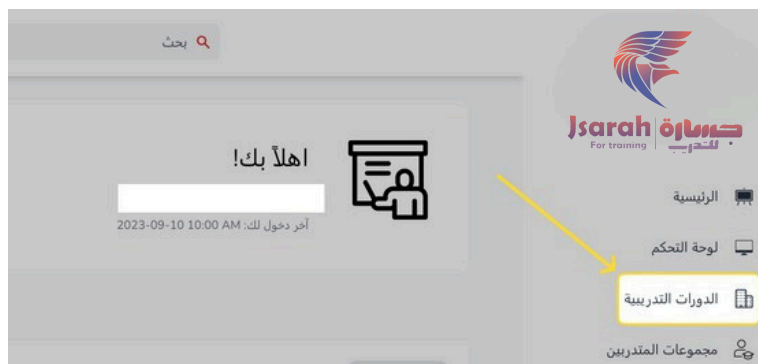 بحث
Jsarah جسارة
For training للتدريب
اهلاً بك!
آخر دخول لك: 2023-09-10 10:00 AM
الرئيسية
لوحة التحكم
الدورات التدريبية
مجموعات المتدربين